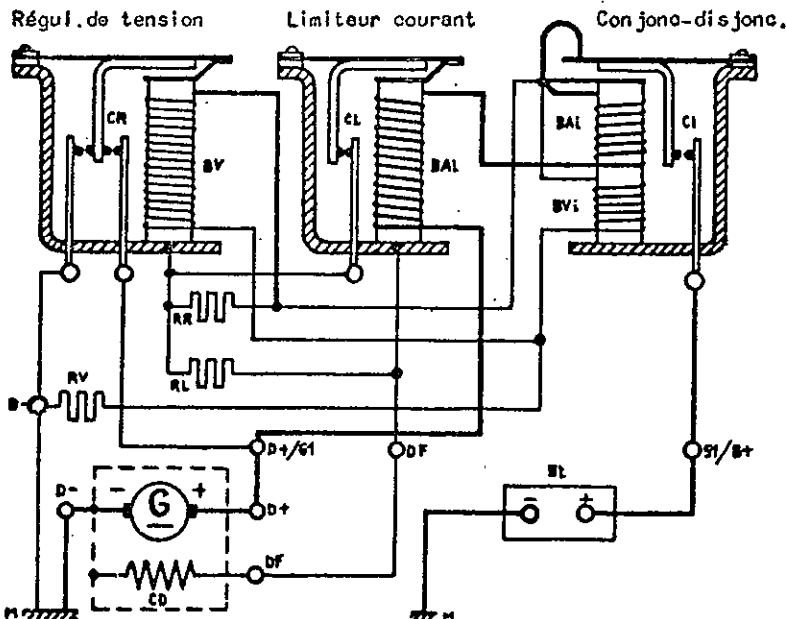 Régul.de tension
Limiteur courant
Conjonc-disjonc.
CR
BV
CL
BAL
BAi
BVi
Ci
RR
RL
RV
B-
D+/61
DF
51/B+
D-
- G +
D+
DF
CD
Bt
- +
M
M